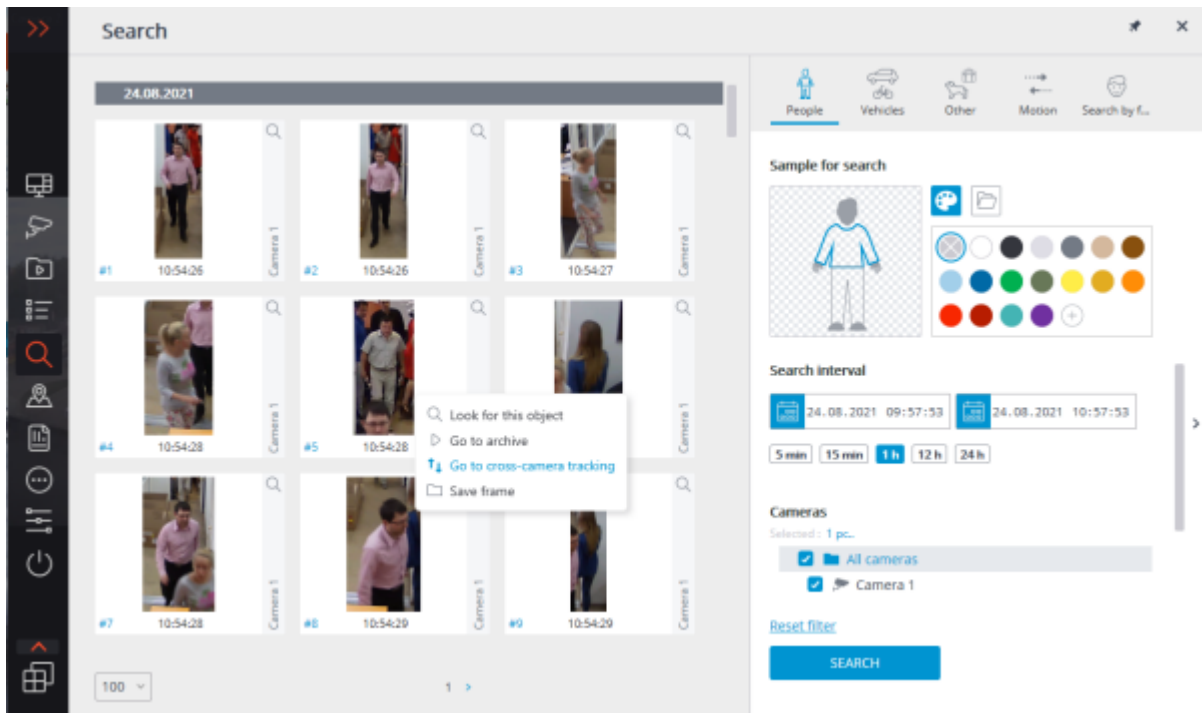 Search
24.08.2021
Camera 1
#1 10:54:26
Camera 1
#2 10:54:26
Camera 1
#3 10:54:27
Camera 1
#4 10:54:28
Camera 1
#5 10:54:28
Camera 1
Look for this object
Go to archive
Go to cross-camera tracking
Save frame
Camera 1
#7 10:54:28
Camera 1
#8 10:54:29
Camera 1
#9 10:54:29
100
1 >
People Vehicles Other Motion Search by f...
Sample for search
Search interval
24.08.2021 09:57:53 24.08.2021 10:57:53
5 min 15 min 1 h 12 h 24 h
Cameras
Selected : 1 pc..
All cameras
Camera 1
Reset filter
SEARCH